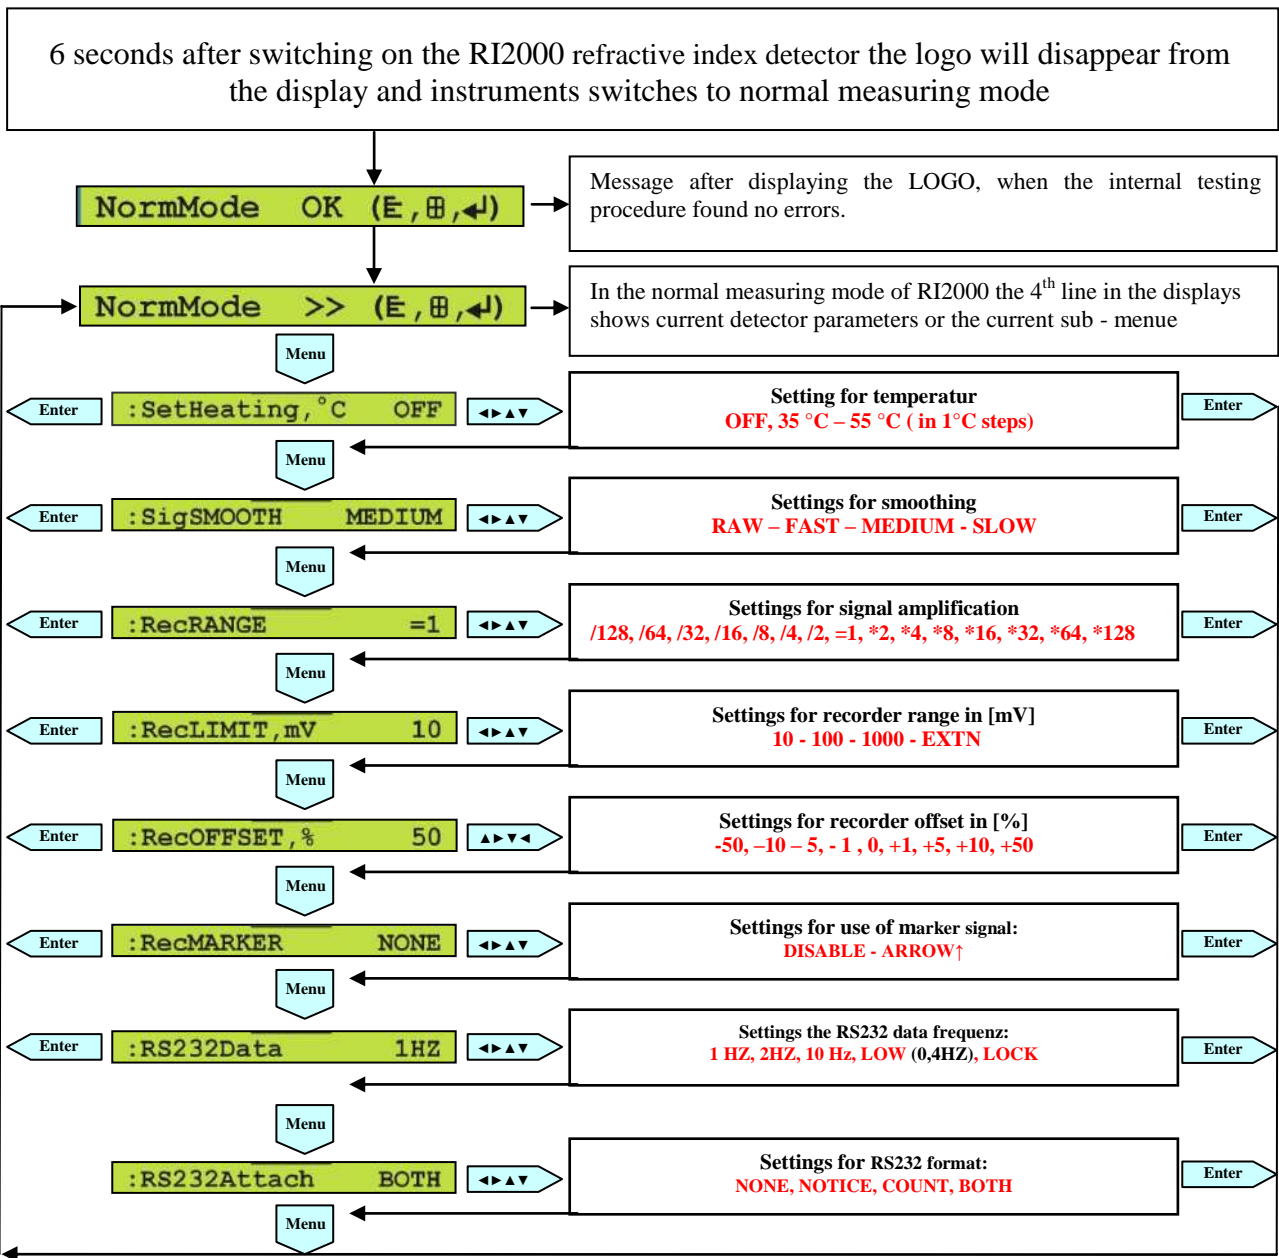 6 seconds after switching on the RI2000 refractive index detector the logo will disappear from
the display and instruments switches to normal measuring mode
NormMode OK (E,⊞,↵)
Message after displaying the LOGO, when the internal testing
procedure found no errors.
NormMode >> (E,⊞,↵)
In the normal measuring mode of RI2000 the 4th line in the displays
shows current detector parameters or the current sub - menue
Menu
Enter
:SetHeating,°C OFF
◄►▲▼
Setting for temperatur
OFF, 35 °C – 55 °C ( in 1°C steps)
Enter
Menu
Enter
:SigSMOOTH MEDIUM
◄►▲▼
Settings for smoothing
RAW – FAST – MEDIUM - SLOW
Enter
Menu
Enter
:RecRANGE =1
◄►▲▼
Settings for signal amplification
/128, /64, /32, /16, /8, /4, /2, =1, *2, *4, *8, *16, *32, *64, *128
Enter
Menu
Enter
:RecLIMIT,mV 10
◄►▲▼
Settings for recorder range in [mV]
10 - 100 - 1000 - EXTN
Enter
Menu
Enter
:RecOFFSET,% 50
▲►▼◄
Settings for recorder offset in [%]
-50, –10 – 5, - 1 , 0, +1, +5, +10, +50
Enter
Menu
Enter
:RecMARKER NONE
◄►▲▼
Settings for use of marker signal:
DISABLE - ARROW↑
Enter
Menu
Enter
:RS232Data 1HZ
◄►▲▼
Settings the RS232 data frequenz:
1 HZ, 2HZ, 10 Hz, LOW (0,4HZ), LOCK
Enter
Menu
:RS232Attach BOTH
◄►▲▼
Settings for RS232 format:
NONE, NOTICE, COUNT, BOTH
Enter
Menu